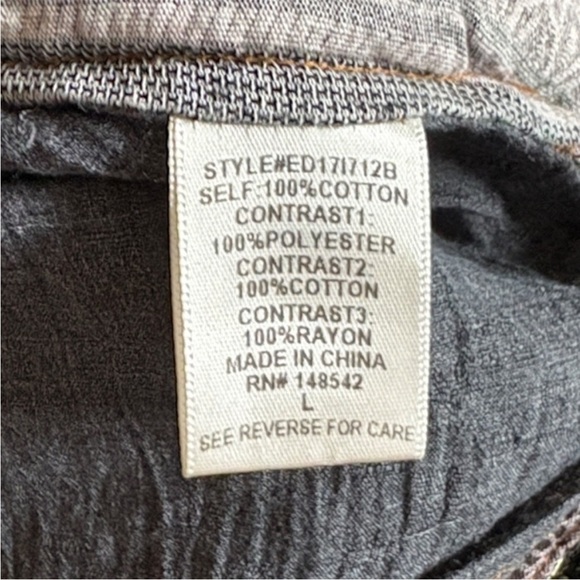 STYLE#ED17I712B
SELF:100%COTTON
CONTRAST1:
100%POLYESTER
CONTRAST2:
100%COTTON
CONTRAST3:
100%RAYON
MADE IN CHINA
RN# 148542
L
SEE REVERSE FOR CARE